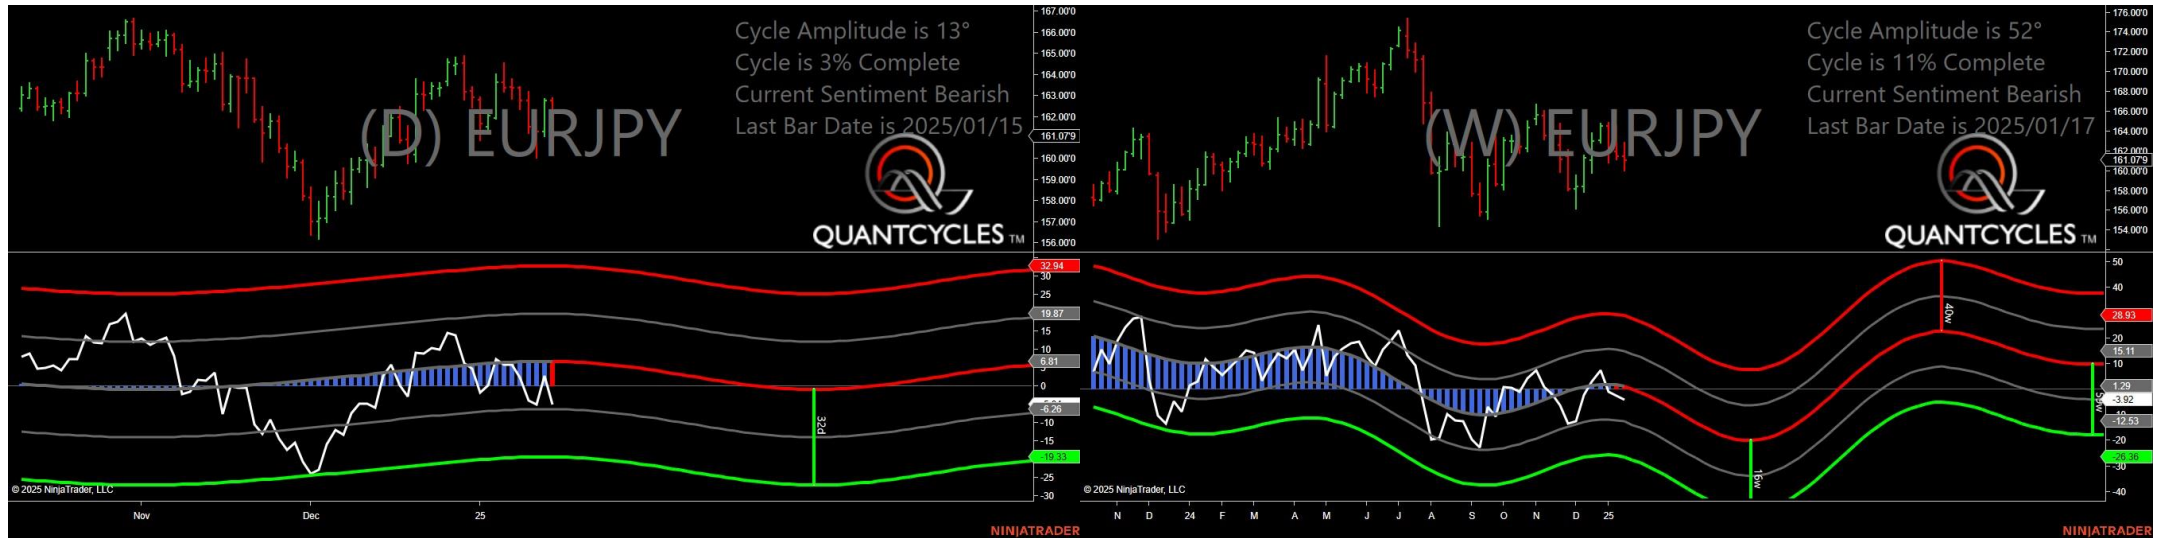 Cycle Amplitude is 13°
Cycle is 3% Complete
Current Sentiment Bearish
Last Bar Date is 2025/01/15
(D) EURJPY
QUANTCYCLES TM
167.00'0
166.00'0
165.00'0
164.00'0
163.00'0
162.00'0
161.07'9
160.00'0
159.00'0
158.00'0
157.00'0
156.00'0
32.94
30
25
19.87
15
10
6.81
5
0
-6.26
-10
-15
-19.33
-25
-30
32d
© 2025 NinjaTrader, LLC
Nov
Dec
25
NINJATRADER
Cycle Amplitude is 52°
Cycle is 11% Complete
Current Sentiment Bearish
Last Bar Date is 2025/01/17
(W) EURJPY
QUANTCYCLES TM
176.00'0
174.00'0
172.00'0
170.00'0
168.00'0
166.00'0
164.00'0
162.00'0
161.07'9
160.00'0
158.00'0
156.00'0
154.00'0
50
40
28.93
20
15.11
10
1.29
-3.92
-12.53
-20
-26.36
-30
-40
40w
16w
© 2025 NinjaTrader, LLC
N D 24 F M A M J J A S O N D 25
NINJATRADER